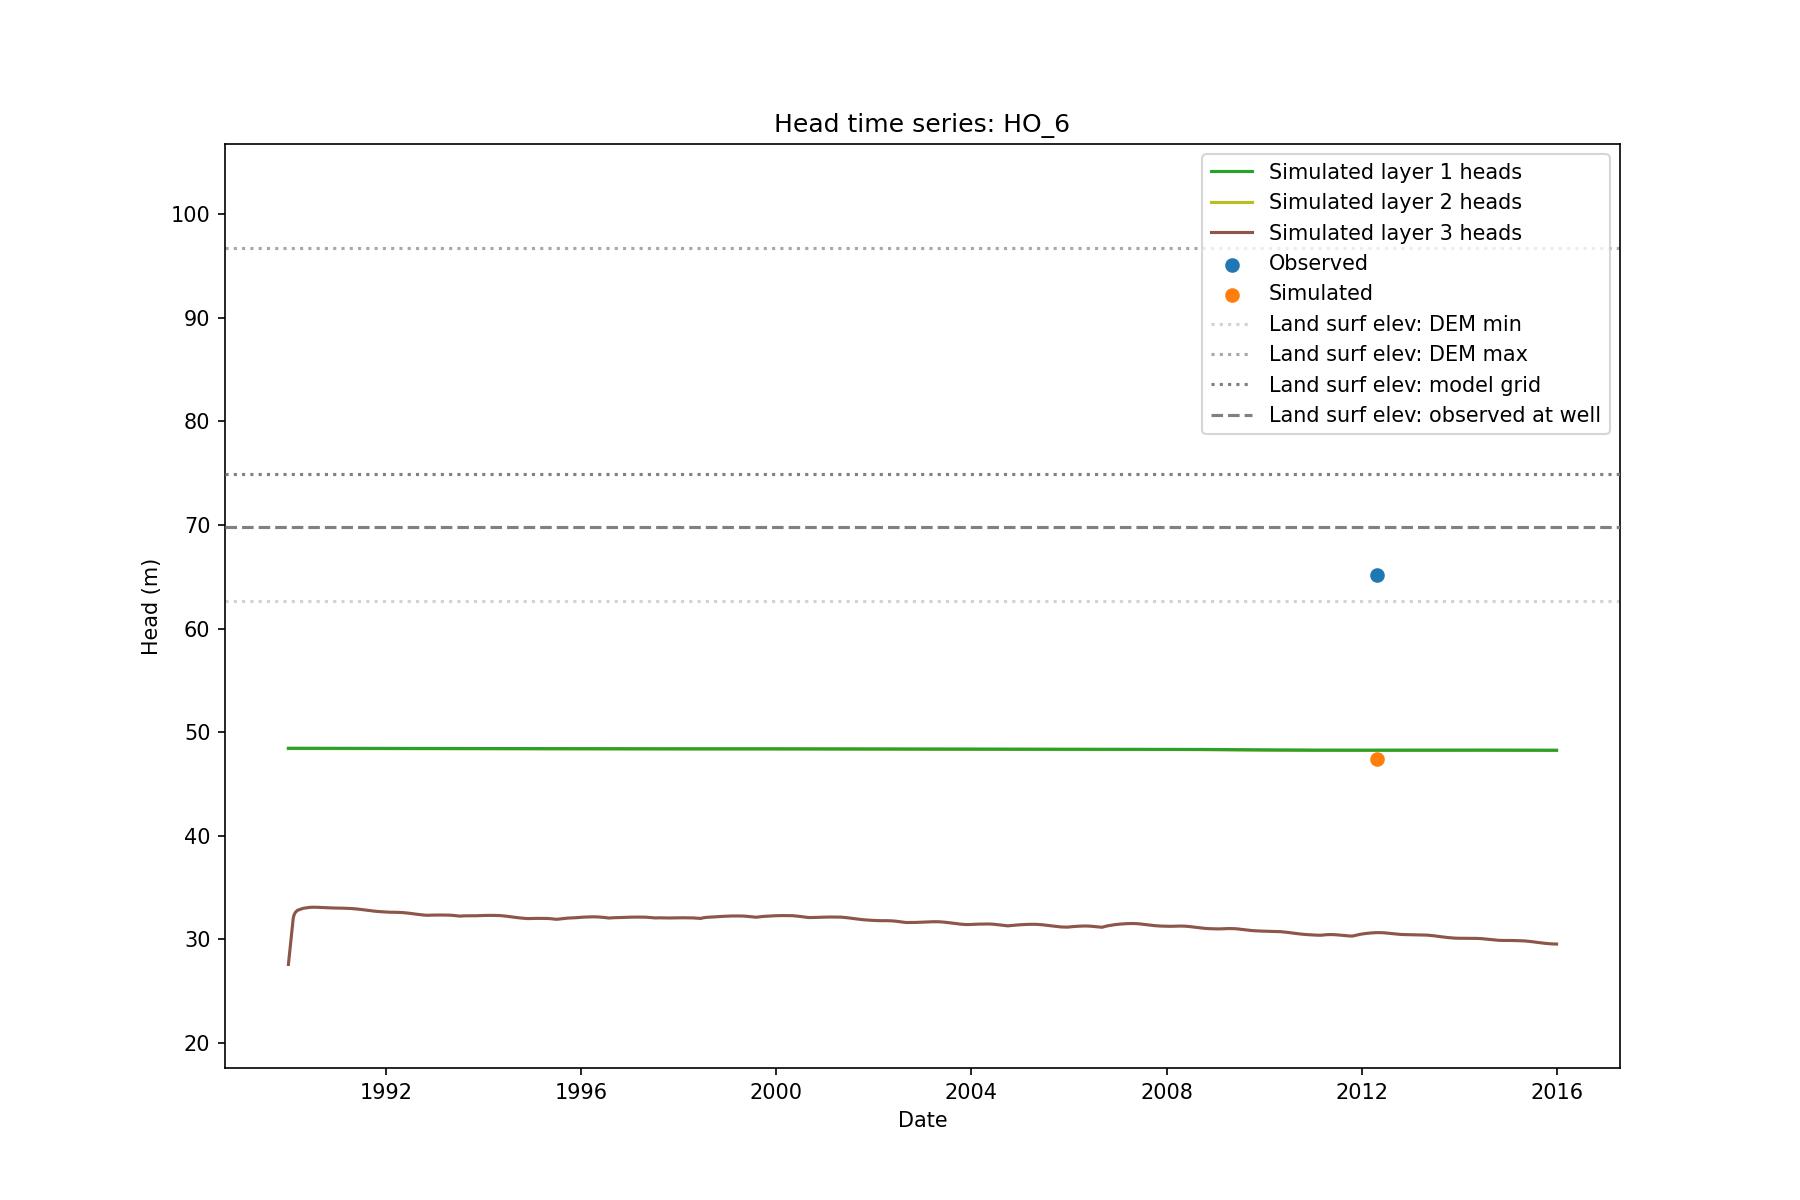 Head time series: HO_6
Simulated layer 1 heads
Simulated layer 2 heads
Simulated layer 3 heads
Observed
Simulated
Land surf elev: DEM min
Land surf elev: DEM max
Land surf elev: model grid
Land surf elev: observed at well
100
90
80
70
60
50
40
30
20
Head (m)
1992 1996 2000 2004 2008 2012 2016
Date